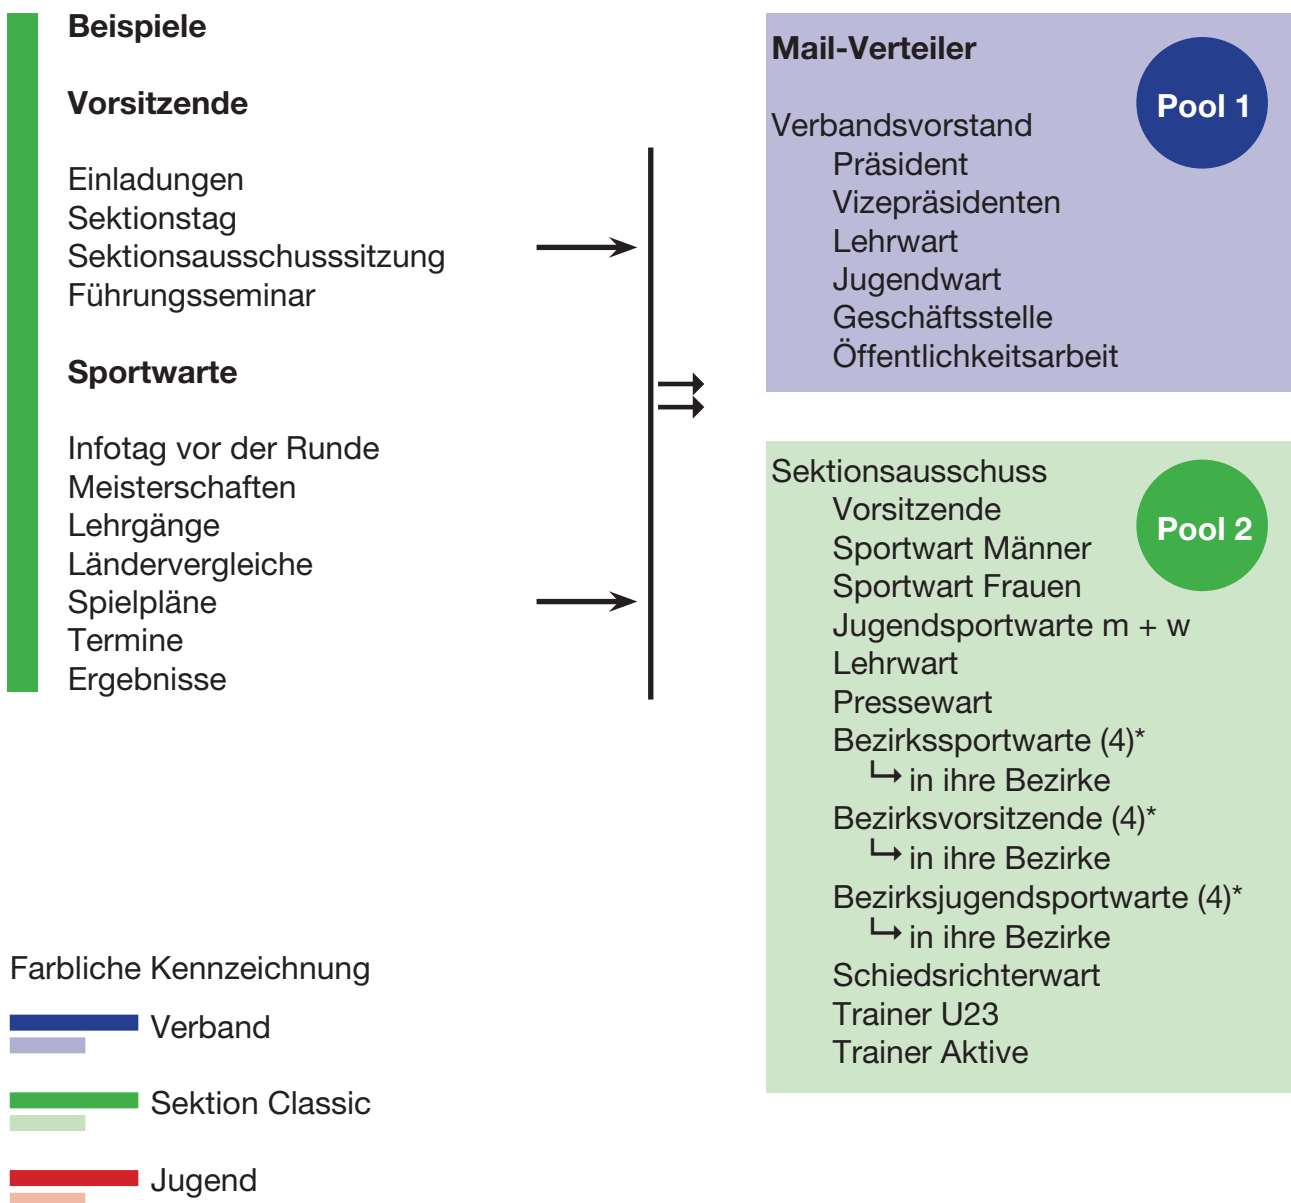 Beispiele
Vorsitzende
Einladungen
Sektionstag
Sektionsausschusssitzung
Führungsseminar
Sportwarte
Infotag vor der Runde
Meisterschaften
Lehrgänge
Ländervergleiche
Spielpläne
Termine
Ergebnisse
Mail-Verteiler
Pool 1
Verbandsvorstand
Präsident
Vizepräsidenten
Lehrwart
Jugendwart
Geschäftsstelle
Öffentlichkeitsarbeit
Sektionsausschuss
Pool 2
Vorsitzende
Sportwart Männer
Sportwart Frauen
Jugendsportwarte m + w
Lehrwart
Pressewart
Bezirkssportwarte (4)*
in ihre Bezirke
Bezirksvorsitzende (4)*
in ihre Bezirke
Bezirksjugendsportwarte (4)*
in ihre Bezirke
Schiedsrichterwart
Trainer U23
Trainer Aktive
Farbliche Kennzeichnung
Verband
Sektion Classic
Jugend